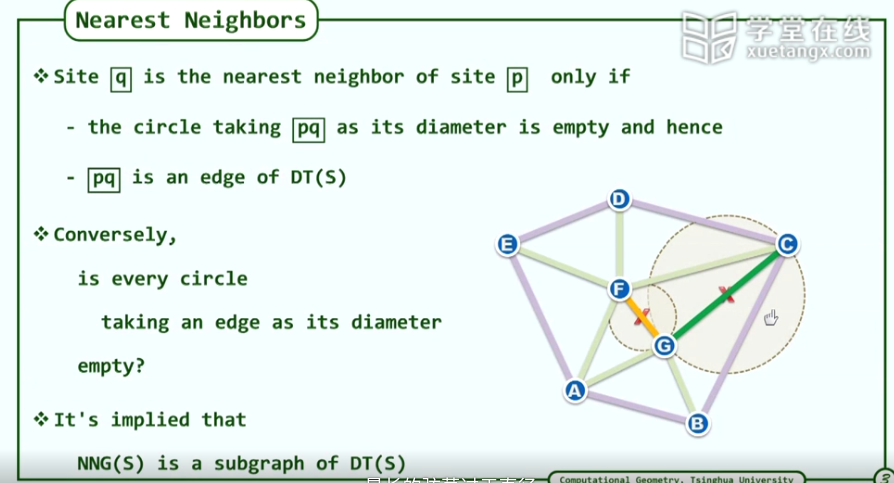 Nearest Neighbors
学堂在线
xuetangx.com
❖Site q is the nearest neighbor of site p only if
- the circle taking pq as its diameter is empty and hence
- pq is an edge of DT(S)
❖Conversely,
is every circle
taking an edge as its diameter
empty?
❖It's implied that
NNG(S) is a subgraph of DT(S)
D
E
C
F
G
A
B
Computational Geometry, Tsinghua University